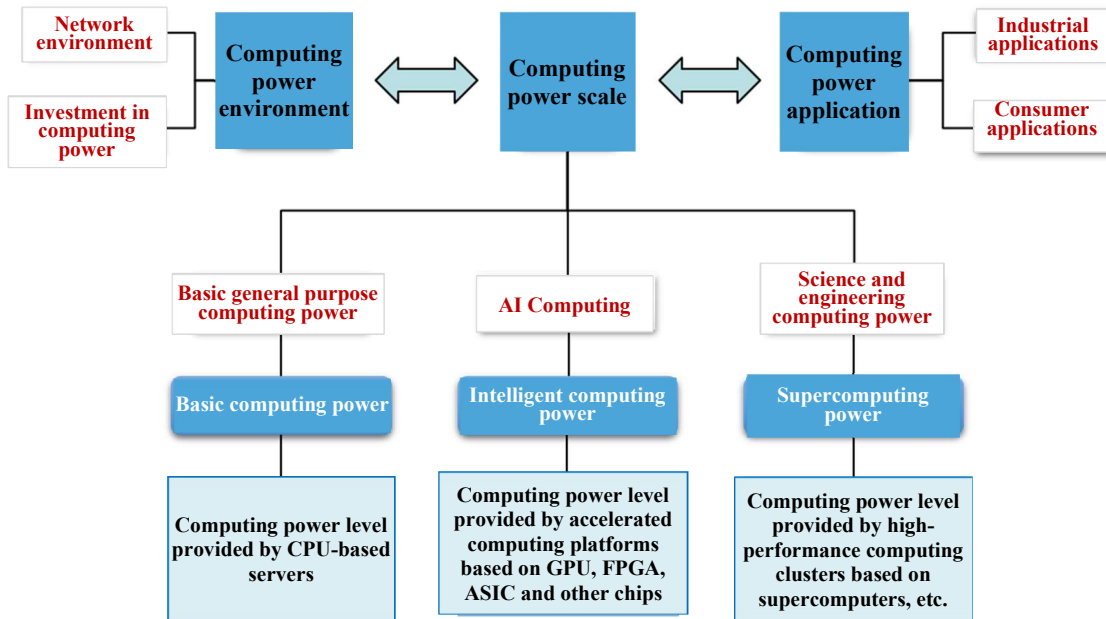 Network
environment
Investment in
computing
power
Computing
power
environment
Computing
power scale
Computing
power
application
Industrial
applications
Consumer
applications
Basic general purpose
computing power
AI Computing
Science and
engineering
computing power
Basic computing power
Intelligent computing
power
Supercomputing
power
Computing power level
provided by CPU-based
servers
Computing power level
provided by accelerated
computing platforms
based on GPU, FPGA,
ASIC and other chips
Computing power level
provided by high-
performance computing
clusters based on
supercomputers, etc.